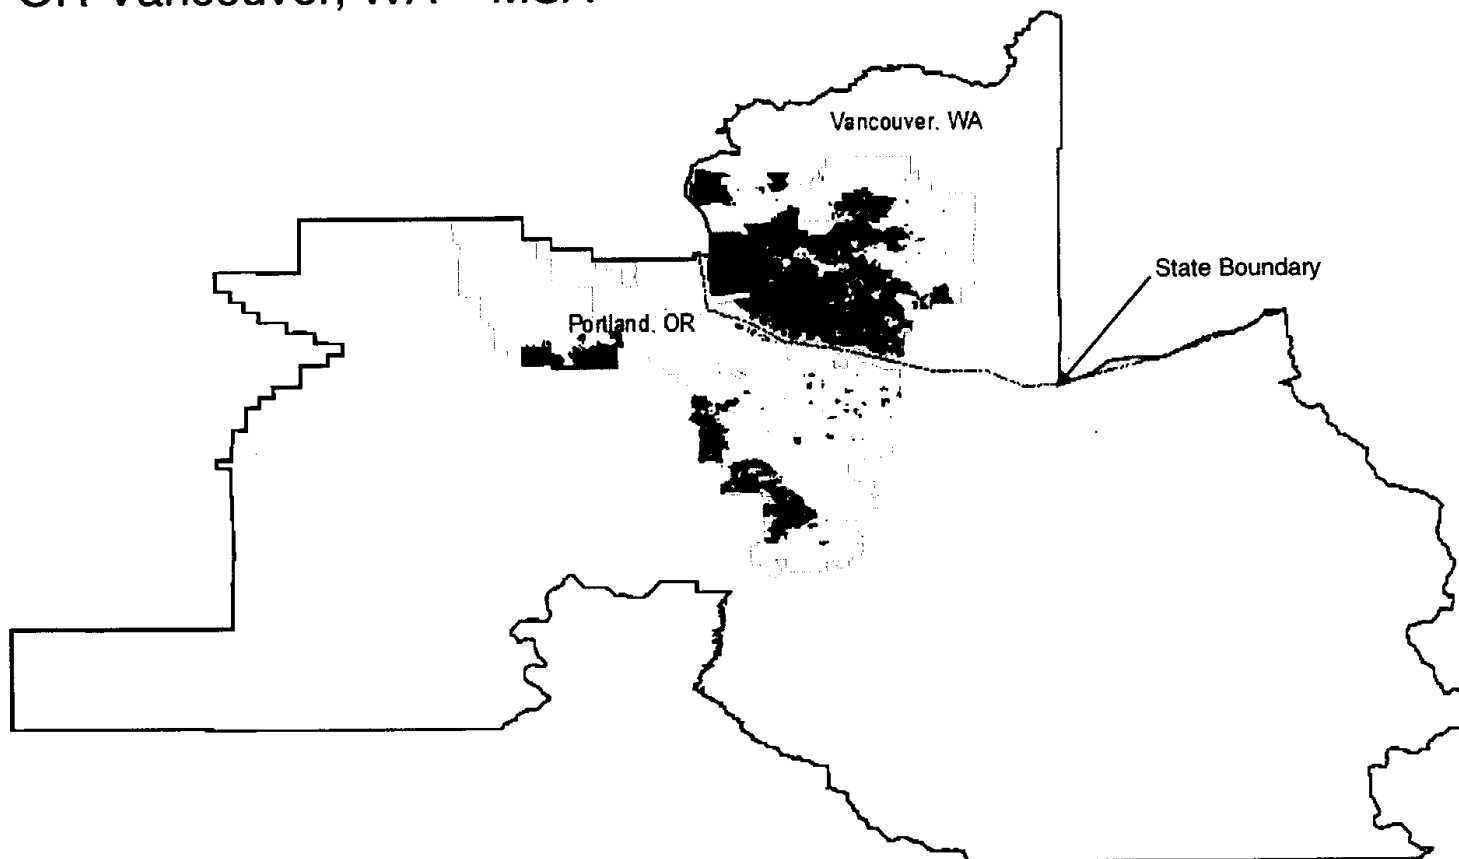 OR-Vancouver, WA MSA
Vancouver, WA
State Boundary
Portland, OR